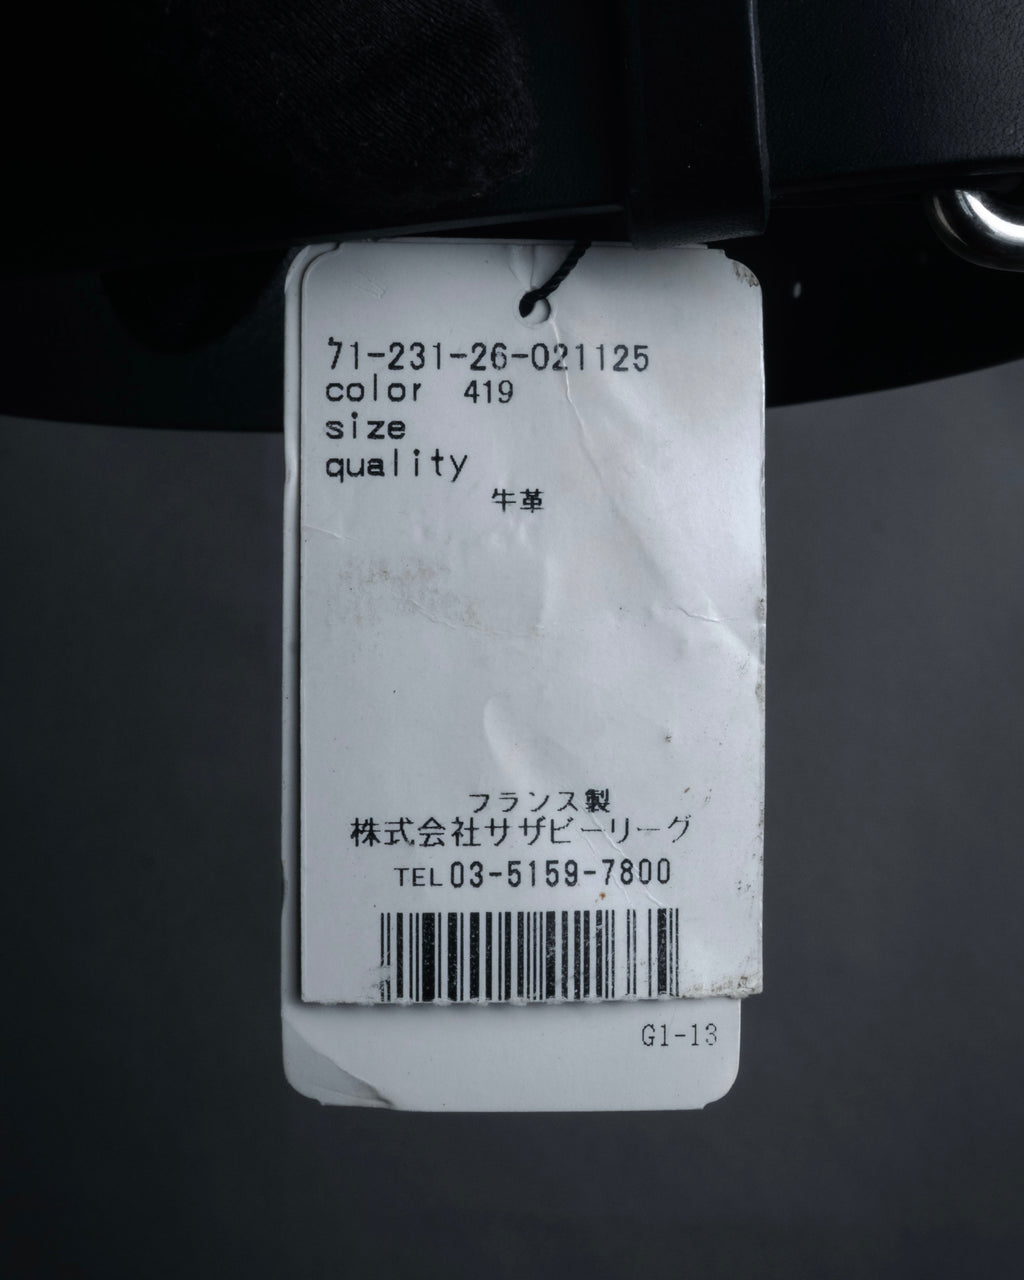 71-231-26-021125
color 419
size
quality
牛革
フランス製
株式会社サザビーリーグ
TEL03-5159-7800
G1-13